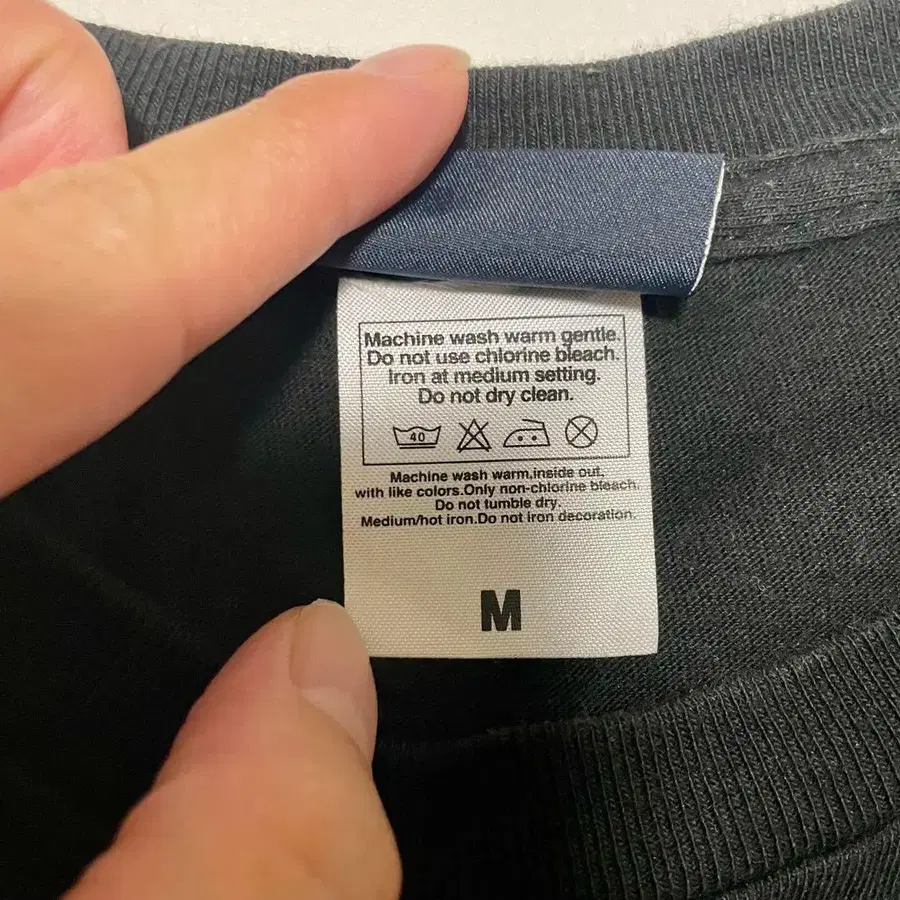 Machine wash warm gentle.
Do not use chlorine bleach.
Iron at medium setting.
Do not dry clean.
40
Machine wash warm,inside out,
with like colors.Only non-chlorine bleach.
Do not tumble dry.
Medium/hot iron.Do not iron decoration.
M